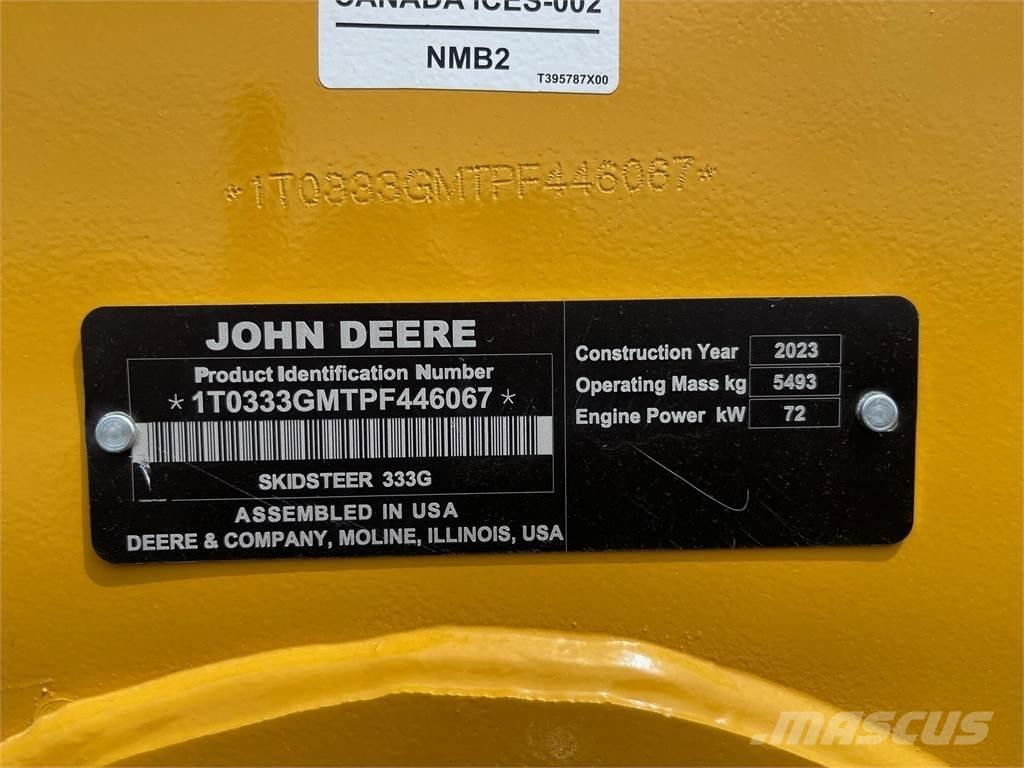 CANADA ICES-002
NMB2
T395787X00
*1T0333GMTPF446067*
JOHN DEERE
Product Identification Number
*1T0333GMTPF446067*
SKIDSTEER 333G
ASSEMBLED IN USA
DEERE & COMPANY, MOLINE, ILLINOIS, USA
Construction Year 2023
Operating Mass kg 5493
Engine Power kW 72
MASCUS